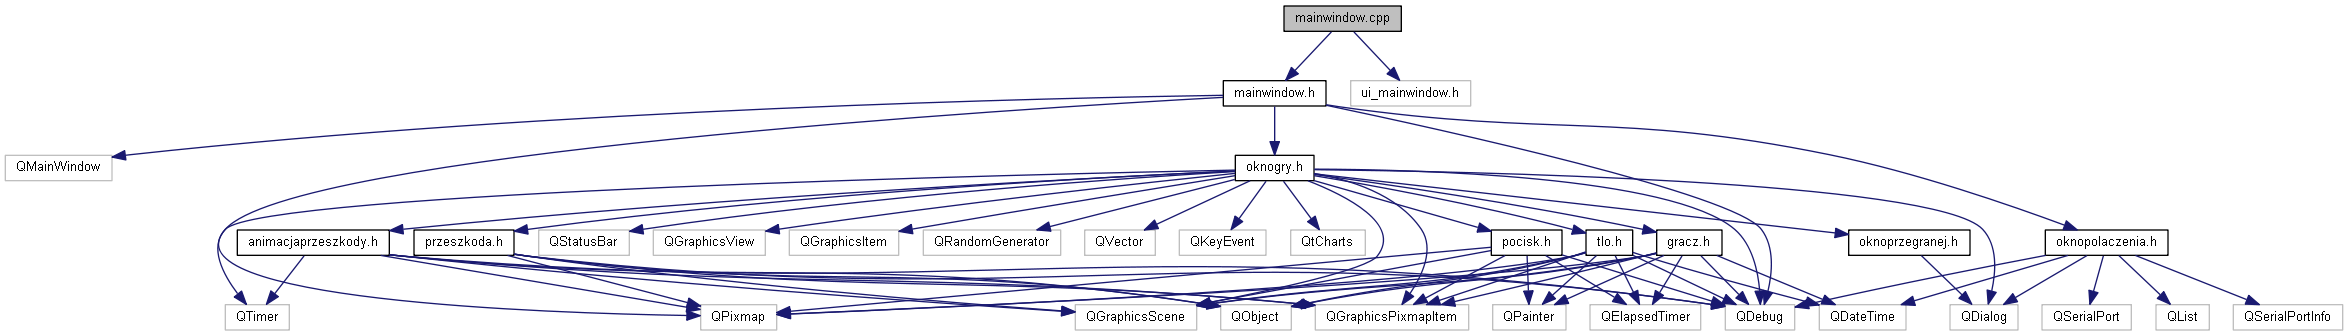 mainwindow.cpp
mainwindow.h
ui_mainwindow.h
QMainWindow
oknogry.h
animacjaprzeszkody.h
przeszkoda.h
QStatusBar
QGraphicsView
QGraphicsItem
QRandomGenerator
QVector
QKeyEvent
QtCharts
pocisk.h
tlo.h
gracz.h
oknoprzegranej.h
oknopolaczenia.h
QTimer
QPixmap
QGraphicsScene
QObject
QGraphicsPixmapItem
QPainter
QElapsedTimer
QDebug
QDateTime
QDialog
QSerialPort
QList
QSerialPortInfo